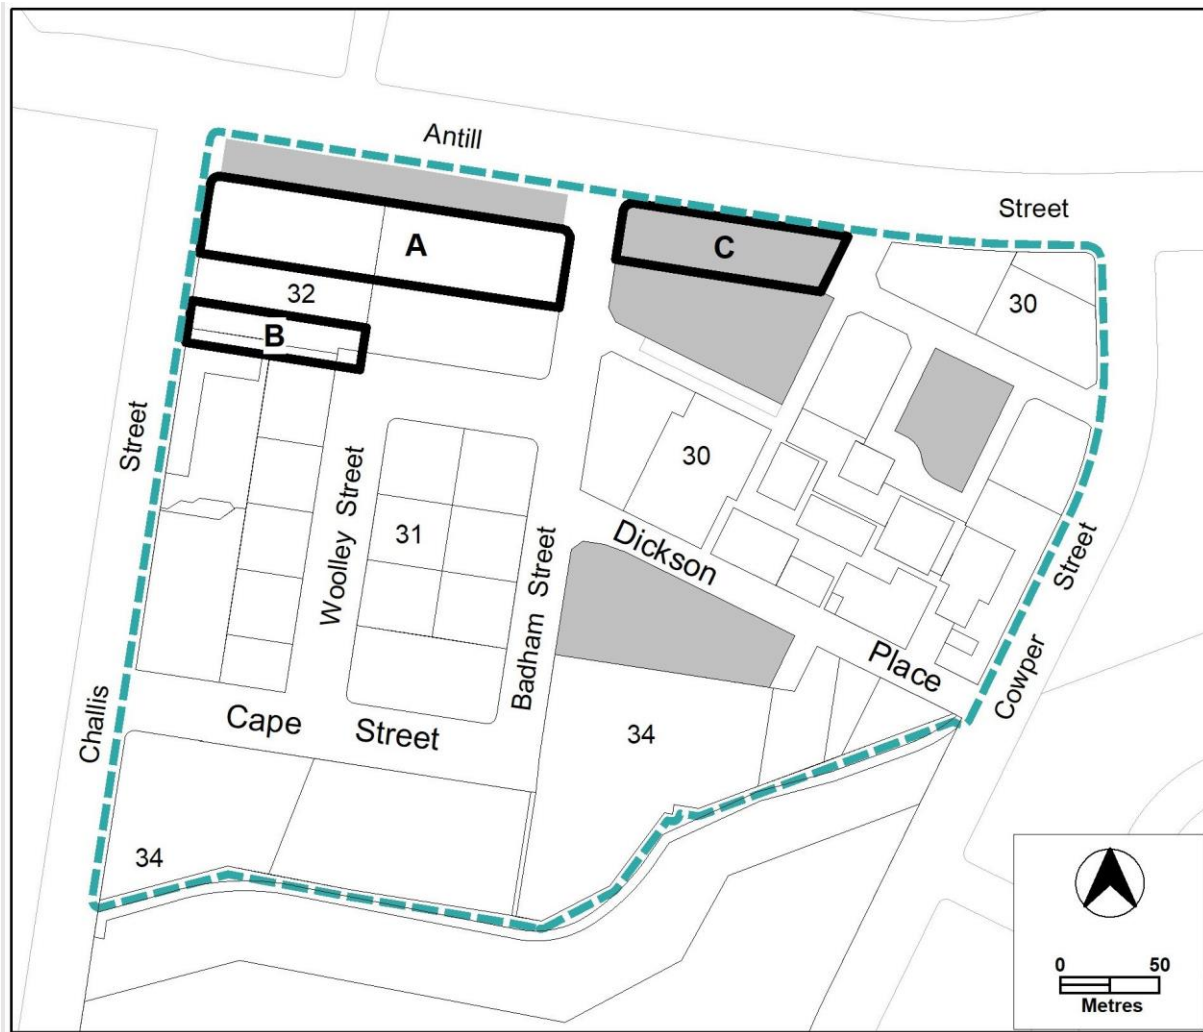 Antill
Street
A
C
32
30
B
Street
30
31
Woolley Street
Dickson
Badham Street
Street
Place
Cowper
Cape Street
34
Challis
34
0 50
Metres